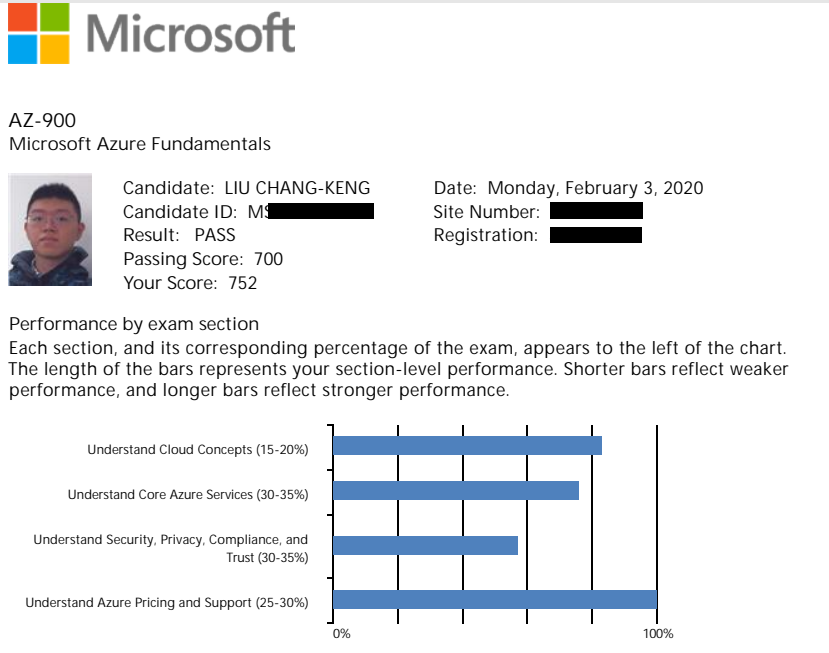 Microsoft
AZ-900
Microsoft Azure Fundamentals
Candidate: LIU CHANG-KENG
Candidate ID: MS
Result: PASS
Passing Score: 700
Your Score: 752
Date: Monday, February 3, 2020
Site Number:
Registration:
Performance by exam section
Each section, and its corresponding percentage of the exam, appears to the left of the chart.
The length of the bars represents your section-level performance. Shorter bars reflect weaker
performance, and longer bars reflect stronger performance.
Understand Cloud Concepts (15-20%)
Understand Core Azure Services (30-35%)
Understand Security, Privacy, Compliance, and
Trust (30-35%)
Understand Azure Pricing and Support (25-30%)
0%
100%